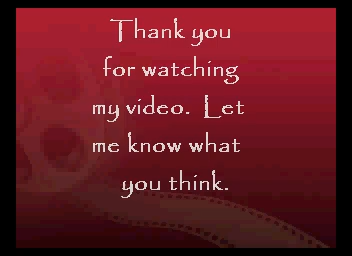 Thank you
for watching
my video.  Let
me know what
you think.